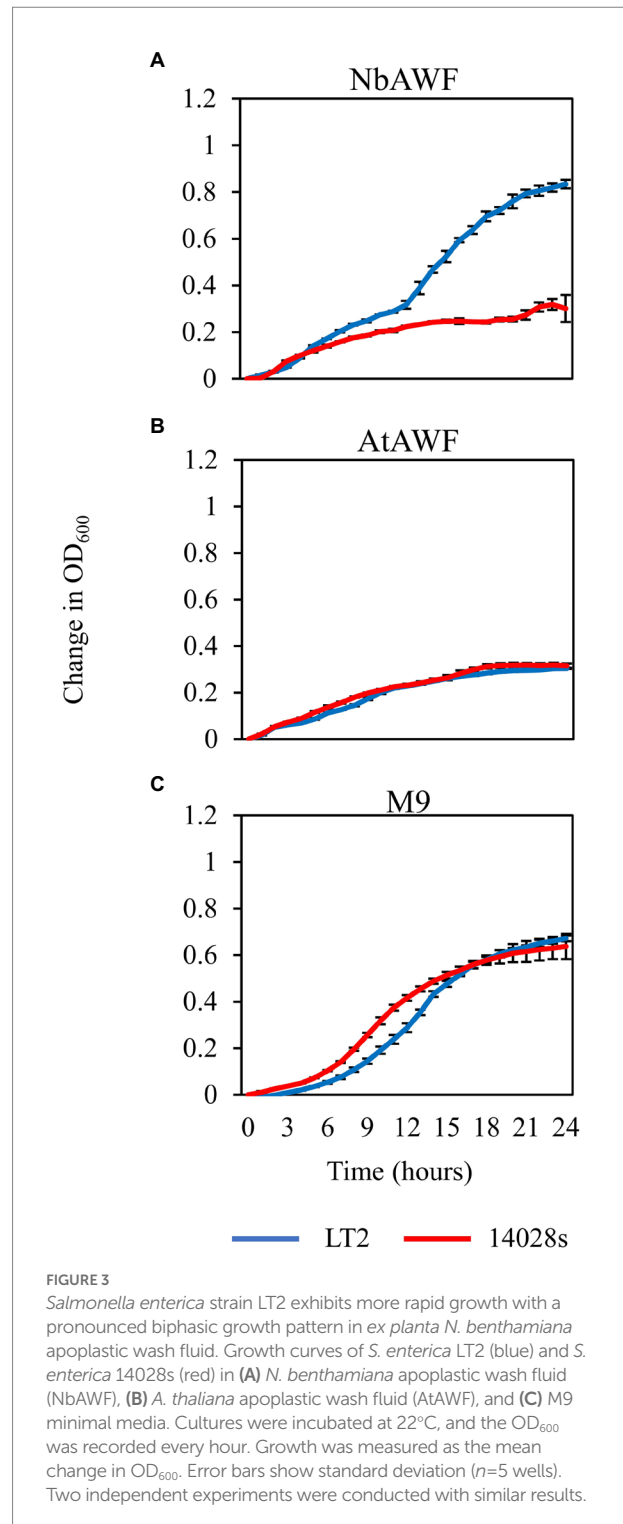 A
NbAWF
1.2
1
0.8
0.6
0.4
0.2
0
B
AtAWF
1.2
1
0.8
0.6
0.4
0.2
0
Change in OD₆₀₀
C
M9
1.2
1
0.8
0.6
0.4
0.2
0
0 3 6 9 12 15 18 21 24
Time (hours)
LT2 14028s
FIGURE 3
Salmonella enterica strain LT2 exhibits more rapid growth with a
pronounced biphasic growth pattern in ex planta N. benthamiana
apoplastic wash fluid. Growth curves of S. enterica LT2 (blue) and S.
enterica 14028s (red) in (A) N. benthamiana apoplastic wash fluid
(NbAWF), (B) A. thaliana apoplastic wash fluid (AtAWF), and (C) M9
minimal media. Cultures were incubated at 22°C, and the OD₆₀₀
was recorded every hour. Growth was measured as the mean
change in OD₆₀₀. Error bars show standard deviation (n=5 wells).
Two independent experiments were conducted with similar results.